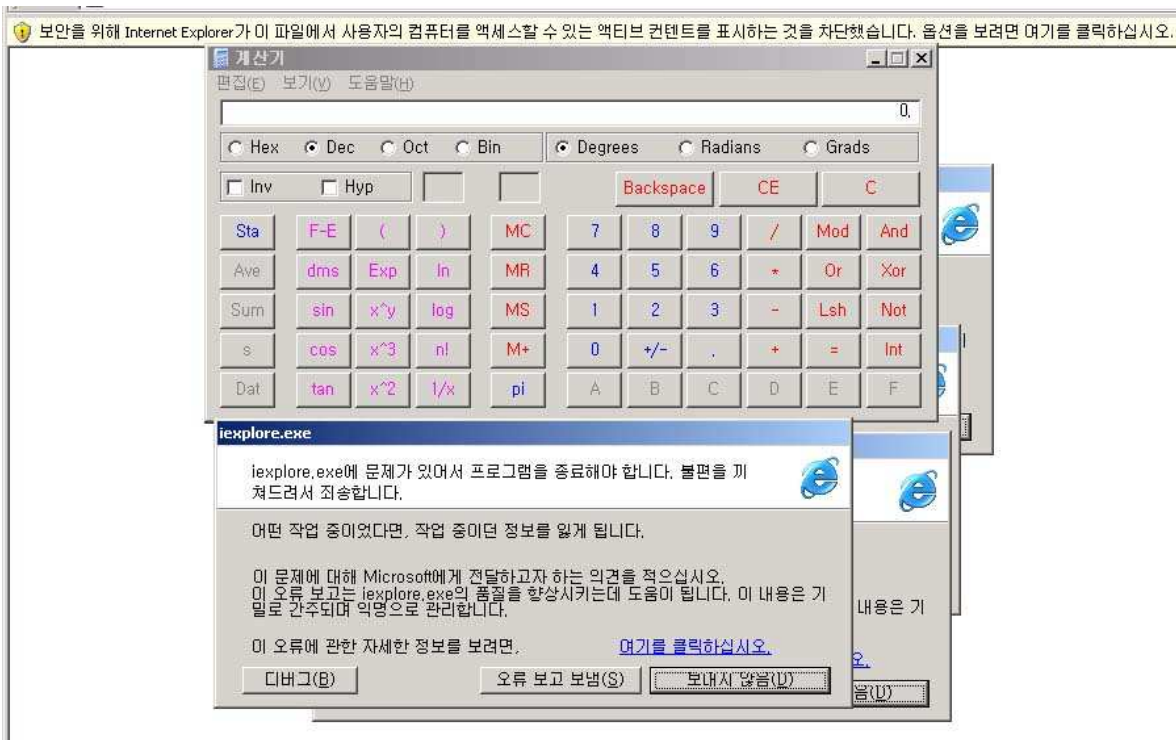 보안을 위해 Internet Explorer가 이 파일에서 사용자의 컴퓨터를 액세스할 수 있는 액티브 컨텐트를 표시하는 것을 차단했습니다. 옵션을 보려면 여기를 클릭하십시오.
계산기
편집(E) 보기(V) 도움말(H)
0.
Hex Dec Oct Bin Degrees Radians Grads
Inv Hyp Backspace CE C
Sta F-E ( ) MC 7 8 9 / Mod And
Ave dms Exp ln MR 4 5 6 * Or Xor
Sum sin x^y log MS 1 2 3 - Lsh Not
s cos x^3 n! M+ 0 +/- . + = Int
Dat tan x^2 1/x pi A B C D E F
iexplore.exe
iexplore.exe에 문제가 있어서 프로그램을 종료해야 합니다. 불편을 끼
쳐드려서 죄송합니다.
어떤 작업 중이었다면, 작업 중이던 정보를 잃게 됩니다.
이 문제에 대해 Microsoft에게 전달하고자 하는 의견을 적으십시오.
이 오류 보고는 iexplore.exe의 품질을 향상시키는데 도움이 됩니다. 이 내용은 기
밀로 간주되며 익명으로 관리합니다.
이 오류에 관한 자세한 정보를 보려면, 여기를 클릭하십시오.
디버그(B) 오류 보고 보냄(S) 보내지 않음(D)
내용은 기
오.
음(D)